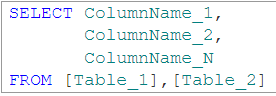 SELECT ColumnName_1,
ColumnName_2,
ColumnName_N
FROM [Table_1],[Table_2]